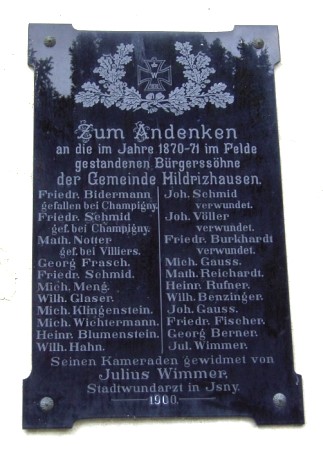 W
Zum Andenken
an die im Jahre 1870-71 im Felde
gestandenen Bürgerssöhne
der Gemeinde Hildrizhausen.
Friedr. Bidermann
gefallen bei Champigny.
Friedr. Schmid
gef. bei Champigny.
Math. Notter
gef. bei Villiers.
Georg Frasch.
Friedr. Schmid.
Mich. Meng.
Wilh. Glaser.
Mich. Klingenstein.
Mich. Wichtermann.
Heinr. Blumenstein.
Wilh. Hahn.
Joh. Schmid
verwundet.
Joh. Völler
verwundet.
Friedr. Burkhardt
verwundet.
Mich. Gauss.
Math. Reichardt.
Heinr. Rufner.
Wilh. Benzinger.
Joh. Gauss.
Friedr. Fischer.
Georg Berner.
Jul. Wimmer.
Seinen Kameraden gewidmet von
Julius Wimmer,
Stadtwundarzt in Jsny.
1900.